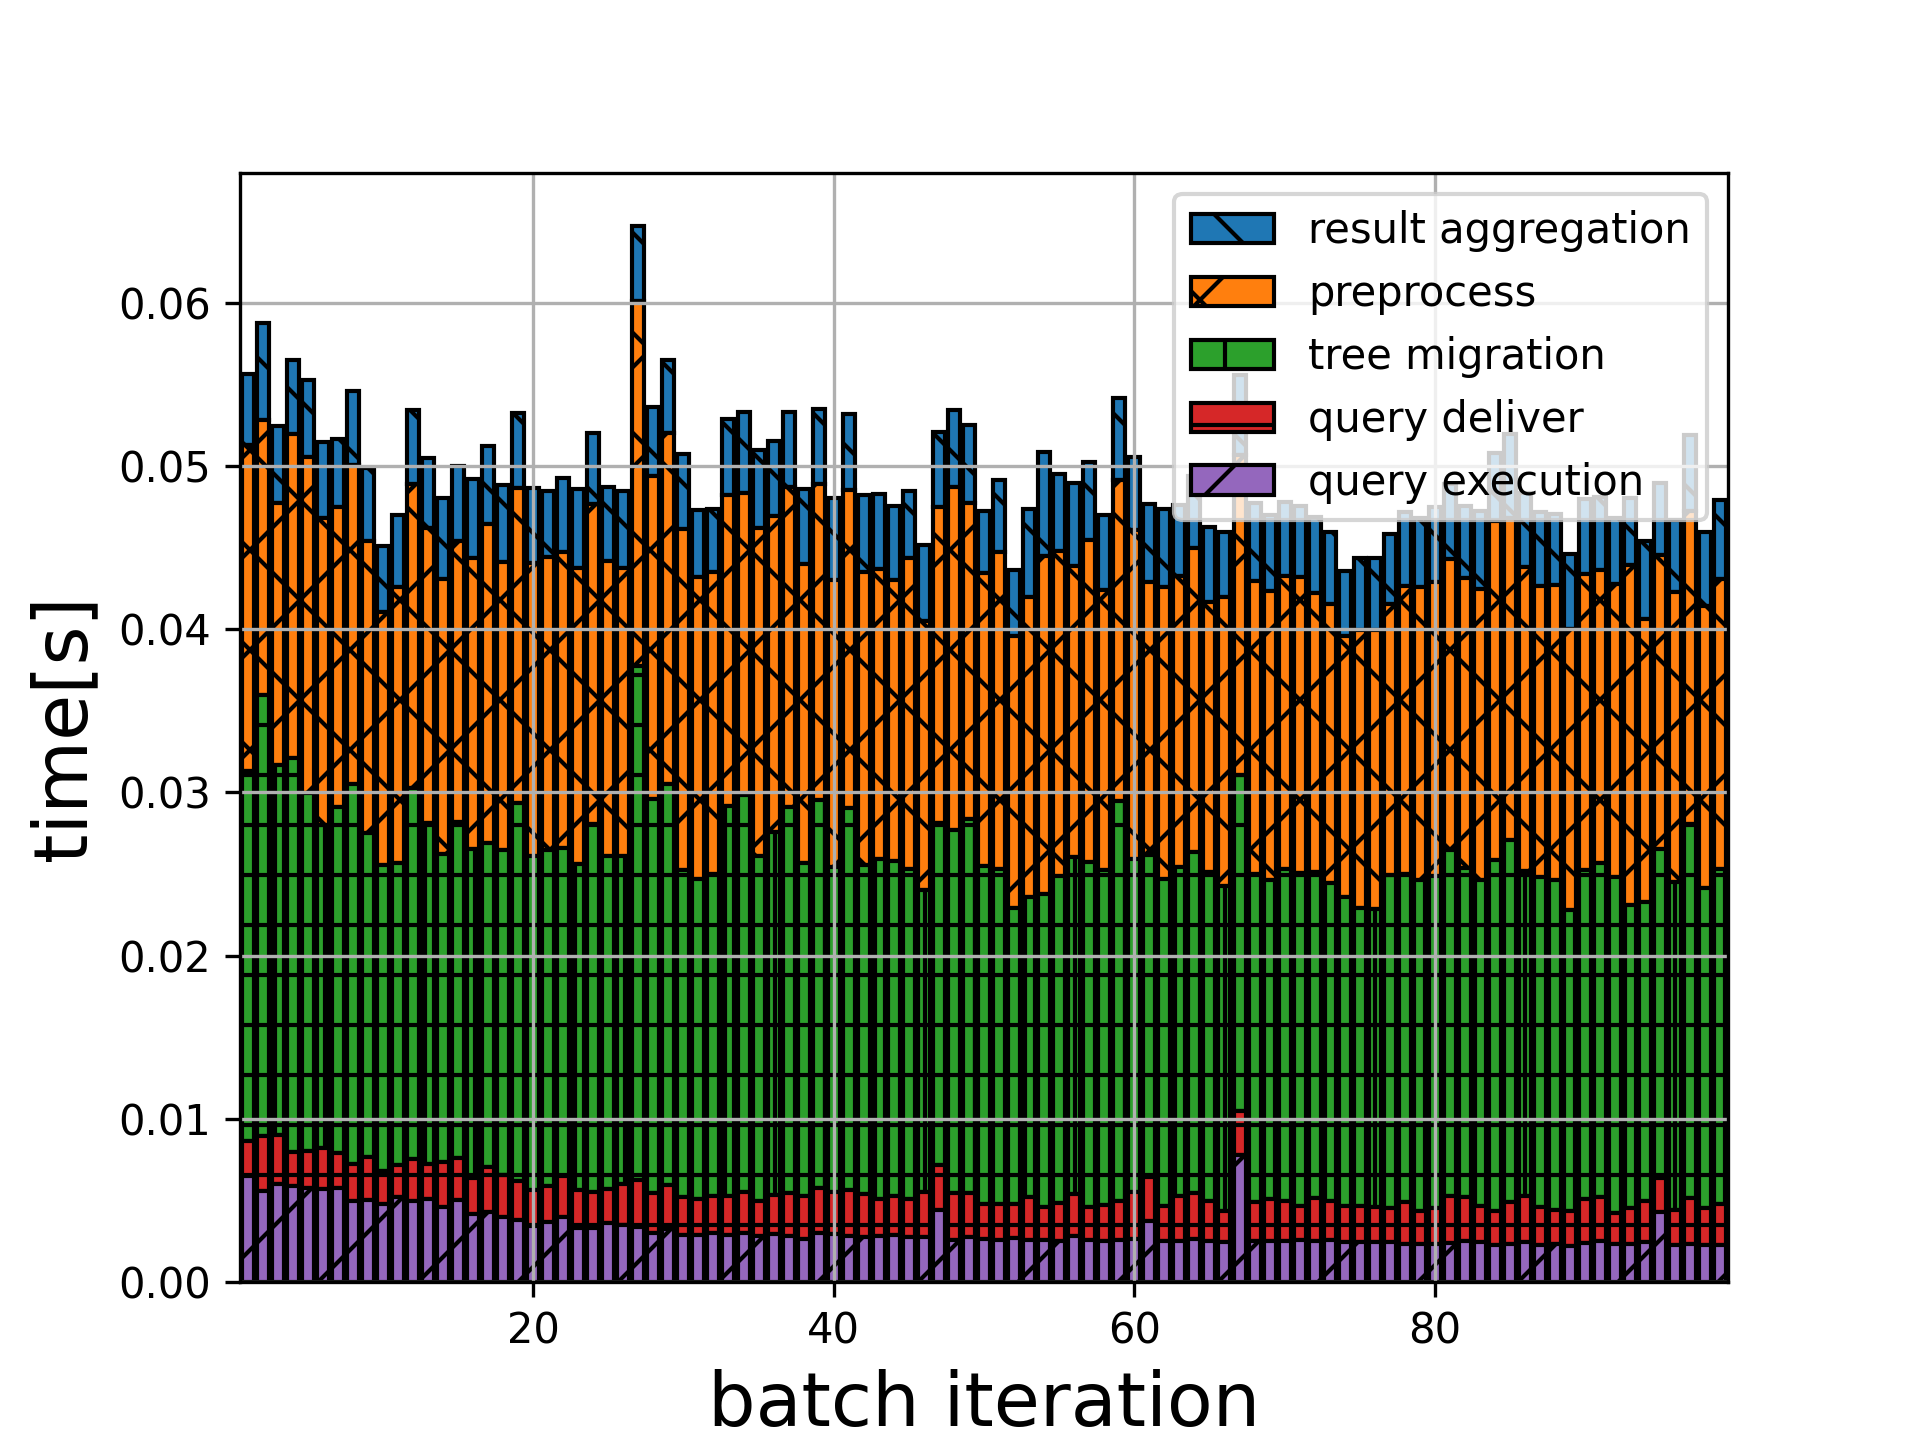 result aggregation
preprocess
tree migration
query deliver
query execution
0.06
0.05
0.04
0.03
0.02
0.01
0.00
time[s]
20 40 60 80
batch iteration